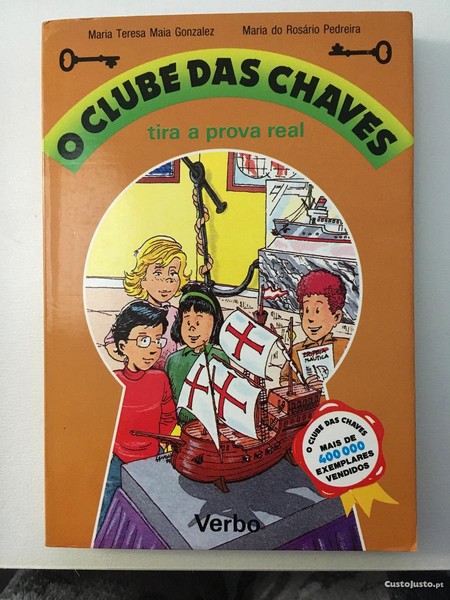 Maria Teresa Maia Gonzalez Maria do Rosário Pedreira
O CLUBE DAS CHAVES
tira a prova real
NÁUTICA
O CLUBE DAS CHAVES
MAIS DE
400 000
EXEMPLARES
VENDIDOS
Verbo
CustoJusto.pt